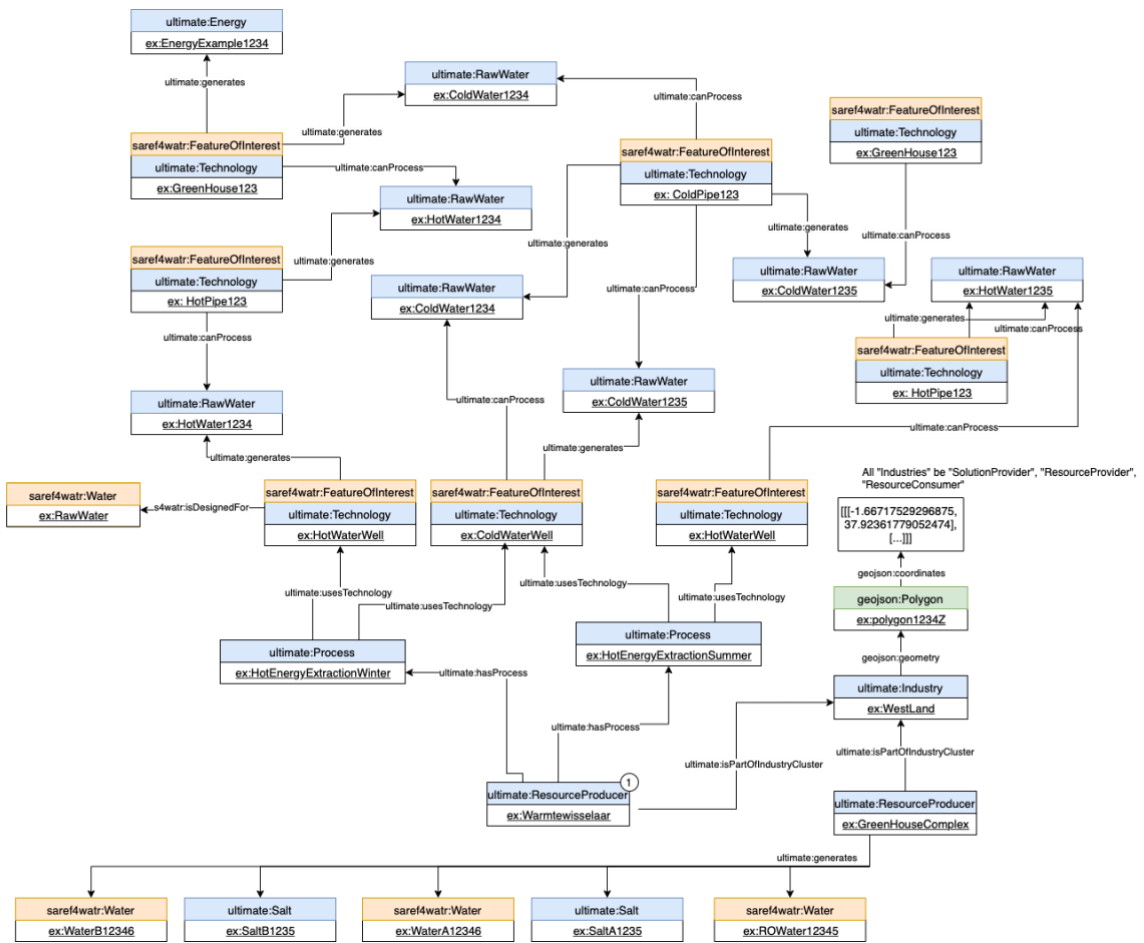 ultimate:Energy
ex:EnergyExample1234
ultimate:generates
ultimate:RawWater
ex:ColdWater1234
ultimate:canProcess
ultimate:generates
saref4watr:FeatureOfInterest
ultimate:Technology
ex:GreenHouse123
saref4watr:FeatureOfInterest
ultimate:Technology
ex:GreenHouse123
ultimate:canProcess
saref4watr:FeatureOfInterest
ultimate:Technology
ex: ColdPipe123
ultimate:RawWater
ex:HotWater1234
ultimate:generates
ultimate:generates
ultimate:canProcess
saref4watr:FeatureOfInterest
ultimate:Technology
ex: HotPipe123
ultimate:generates
ultimate:RawWater
ex:ColdWater1234
ultimate:canProcess
ultimate:RawWater
ex:ColdWater1235
ultimate:RawWater
ex:HotWater1235
ultimate:generates
ultimate:canProcess
ultimate:canProcess
saref4watr:FeatureOfInterest
ultimate:Technology
ex: HotPipe123
ultimate:RawWater
ex:HotWater1234
ultimate:canProcess
ultimate:RawWater
ex:ColdWater1235
ultimate:canProcess
ultimate:generates
ultimate:generates
All "Industries" be "SolutionProvider", "ResourceProvider",
"ResourceConsumer"
saref4watr:Water
ex:RawWater
s4watr:isDesignedFor
saref4watr:FeatureOfInterest
ultimate:Technology
ex:HotWaterWell
saref4watr:FeatureOfInterest
ultimate:Technology
ex:ColdWaterWell
saref4watr:FeatureOfInterest
ultimate:Technology
ex:HotWaterWell
[[[-1.66717529296875,
37.92361779052474],
[...]]]
geojson:coordinates
ultimate:usesTechnology
ultimate:usesTechnology
ultimate:usesTechnology
ultimate:usesTechnology
geojson:Polygon
ex:polygon1234Z
ultimate:Process
ex:HotEnergyExtractionWinter
ultimate:Process
ex:HotEnergyExtractionSummer
geojson:geometry
ultimate:hasProcess
ultimate:Industry
ex:WestLand
ultimate:hasProcess
ultimate:isPartOfIndustryCluster
ultimate:isPartOfIndustryCluster
1
ultimate:ResourceProducer
ex:Warmtewisselaar
ultimate:ResourceProducer
ex:GreenHouseComplex
ultimate:generates
saref4watr:Water
ex:WaterB12346
ultimate:Salt
ex:SaltB1235
saref4watr:Water
ex:WaterA12346
ultimate:Salt
ex:SaltA1235
saref4watr:Water
ex:ROWater12345